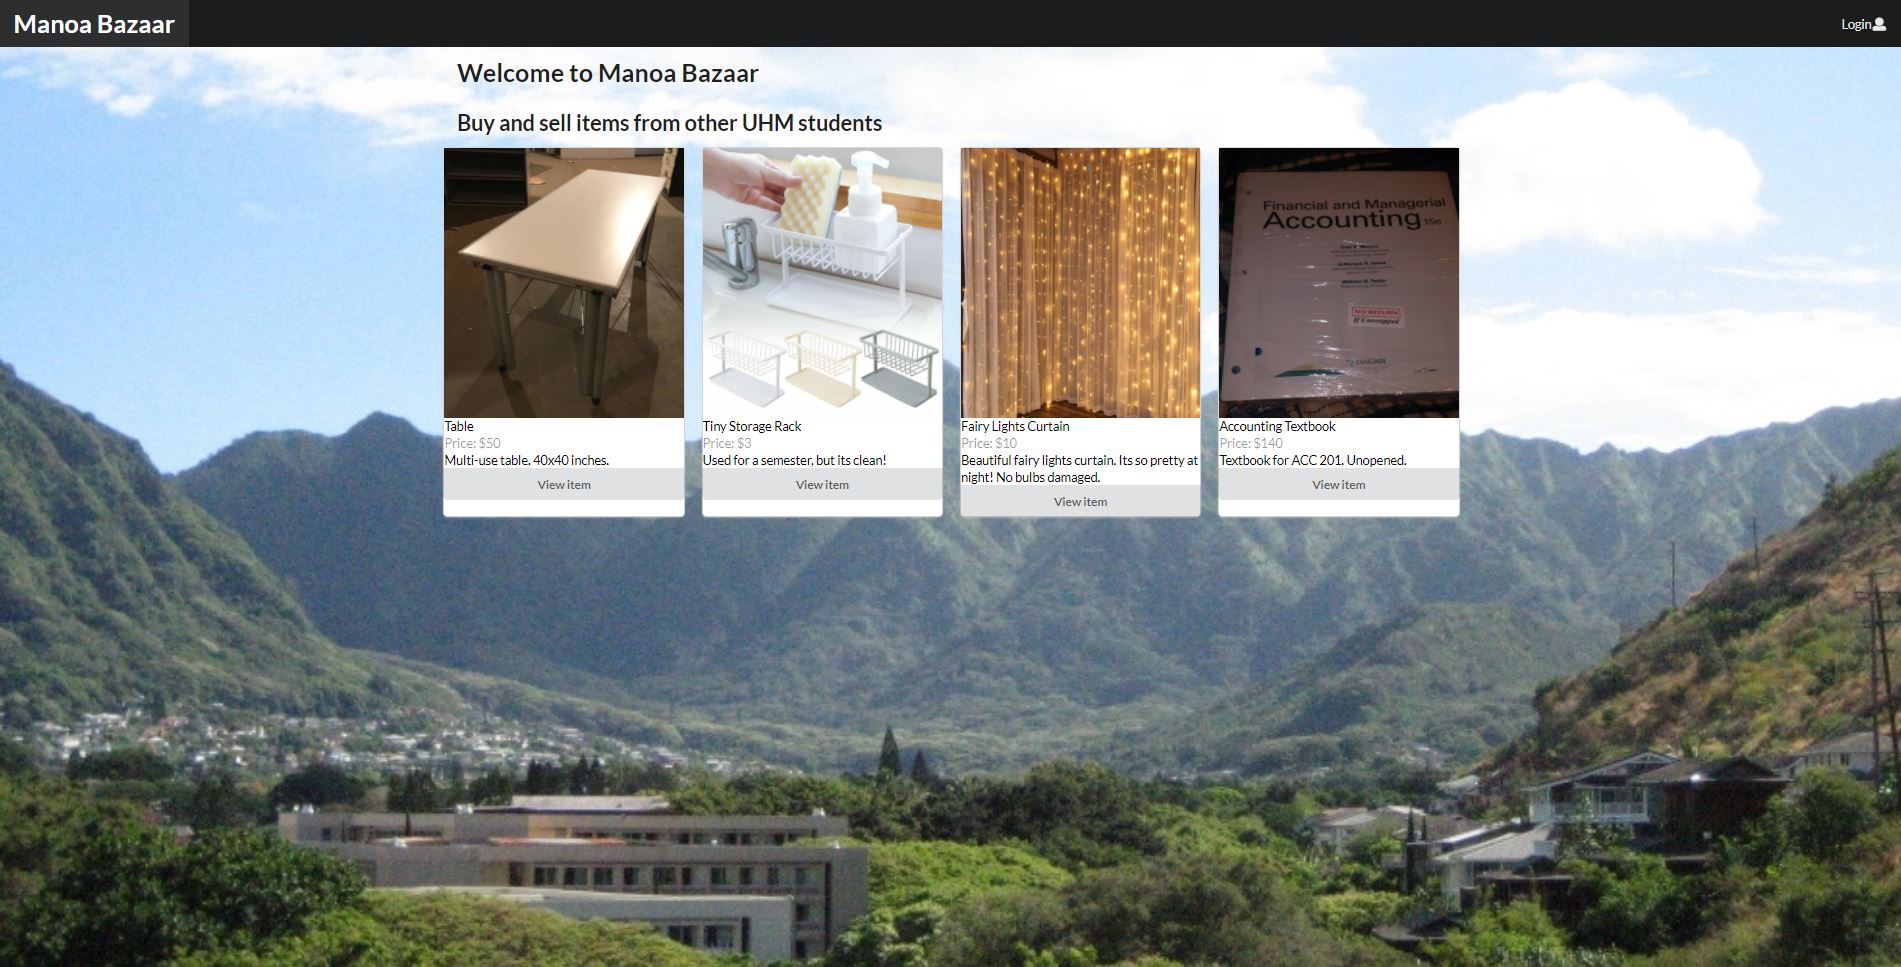 Manoa Bazaar
Login
Welcome to Manoa Bazaar
Buy and sell items from other UHM students
Financial and Managerial
Accounting 15e
NO RETURN
If Unwrapped
CENGAGE
Table
Price: $50
Multi-use table. 40x40 inches.
View item
Tiny Storage Rack
Price: $3
Used for a semester, but its clean!
View item
Fairy Lights Curtain
Price: $10
Beautiful fairy lights curtain. Its so pretty at
night! No bulbs damaged.
View item
Accounting Textbook
Price: $140
Textbook for ACC 201. Unopened.
View item